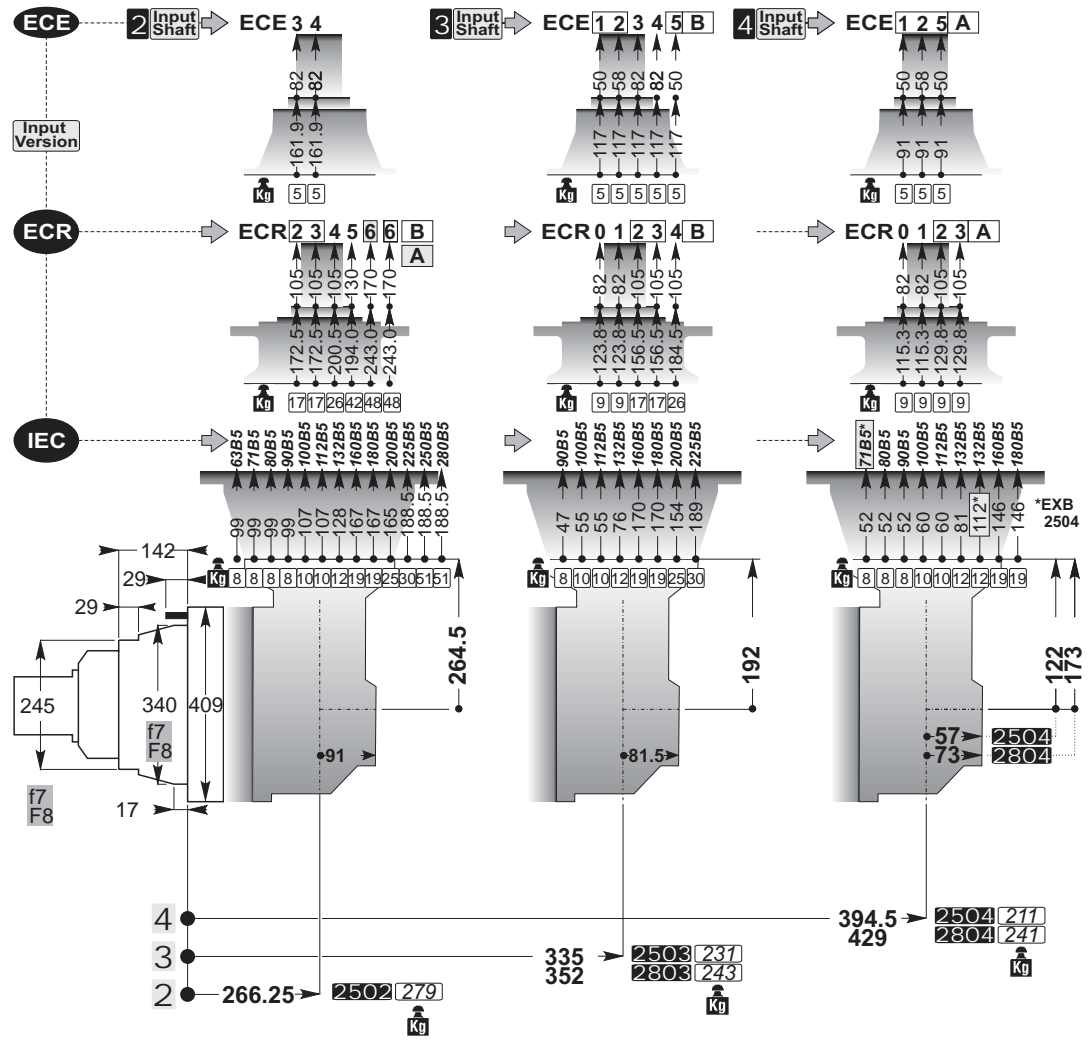 ECE 2 Input Shaft ECE 3 4 3 Input Shaft ECE 1 2 3 4 5 B 4 Input Shaft ECE 1 2 5 A
82 82 50 58 82 82 50 50 58 50
Input Version
161.9 161.9 117 117 117 117 117 91 91 91
Kg 5 5 Kg 5 5 5 5 5 Kg 5 5 5
ECR ECR 2 3 4 5 6 6 B ECR 0 1 2 3 4 B ECR 0 1 2 3 A
A
105 105 105 130 170 170 82 82 105 105 105 82 82 105 105
172.5 172.5 200.5 194.0 243.0 243.0 123.8 123.8 156.5 156.5 184.5 115.3 115.3 129.8 129.8
Kg 17 17 26 42 48 48 Kg 9 9 17 17 26 Kg 9 9 9 9
IEC 63B5 71B5 80B5 90B5 100B5 112B5 132B5 160B5 180B5 200B5 225B5 250B5 280B5 90B5 100B5 112B5 132B5 160B5 180B5 200B5 225B5 71B5* 80B5 90B5 100B5 112B5 132B5 132B5 160B5 180B5
99 99 99 99 107 107 128 167 167 165 188.5 188.5 188.5 47 55 55 76 170 170 154 189 52 52 52 60 60 81 112* 146 146
*EXB
2504
142
Kg 8 8 8 8 10 10 12 19 19 25 30 51 51 Kg 8 10 10 12 19 19 25 30 Kg 8 8 8 10 10 12 12 19 19
29
29
264.5 192 122 173
245 340 409
f7
F8
57 2504
91 81.5 73 2804
f7
F8
17
4 394.5 2504 211
429 2804 241
Kg
3 335 2503 231
352 2803 243
Kg
2 266.25 2502 279
Kg